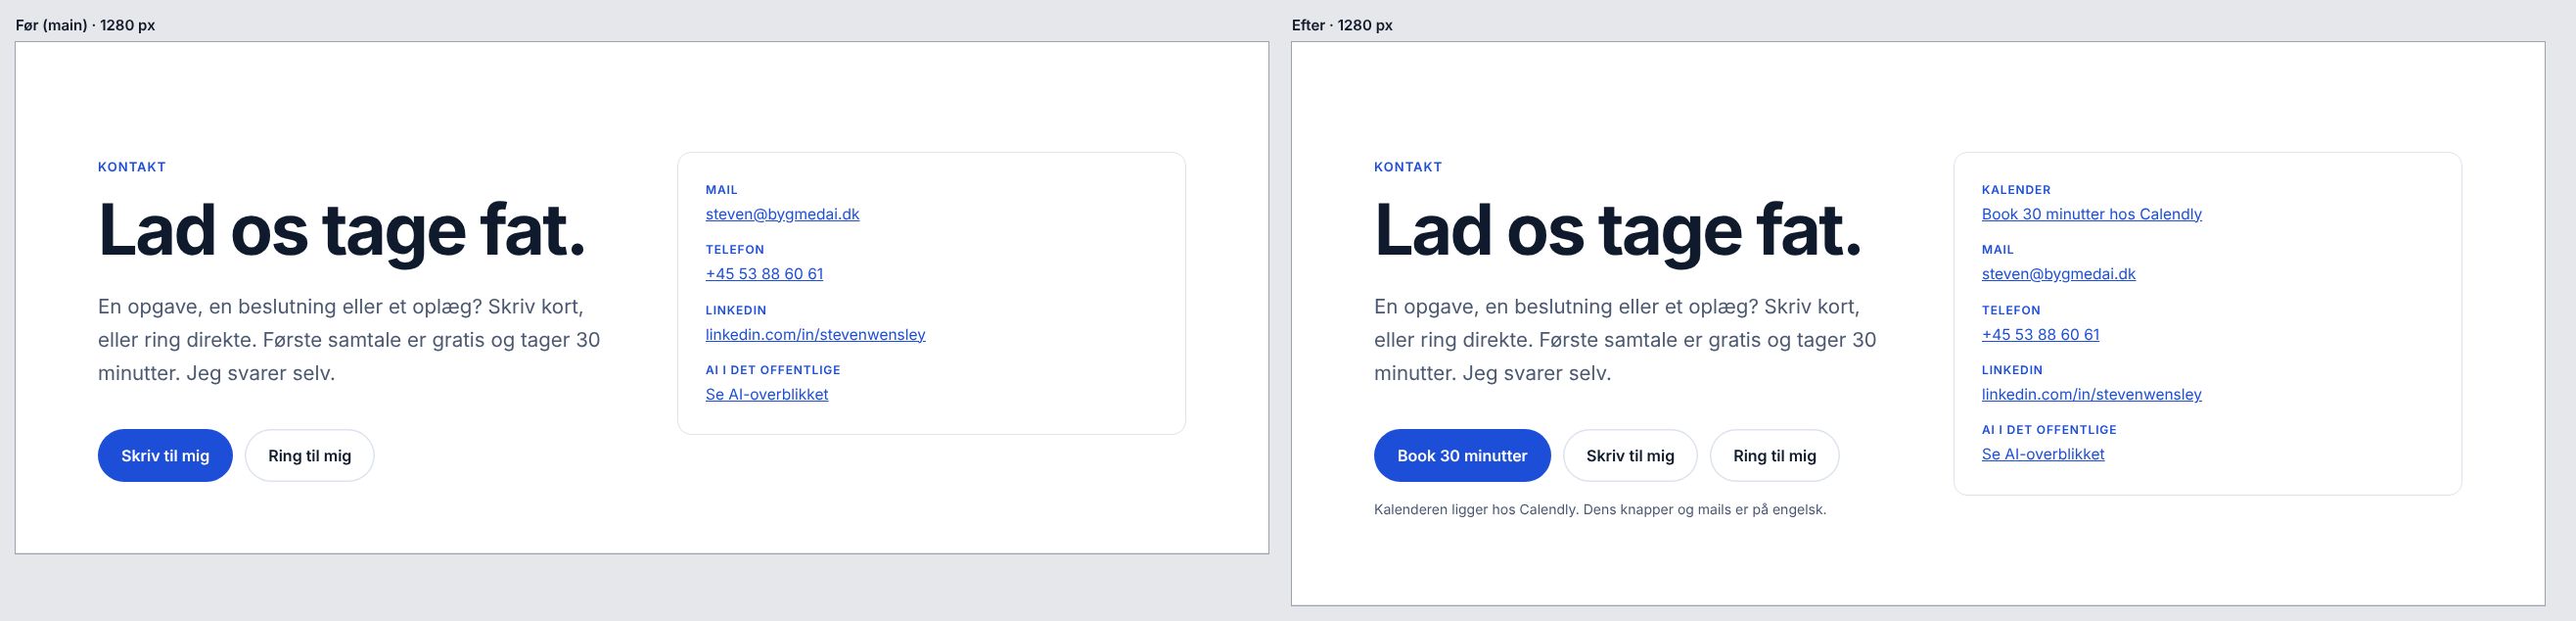 Før (main) · 1280 px
KONTAKT
Lad os tage fat.
En opgave, en beslutning eller et oplæg? Skriv kort,
eller ring direkte. Første samtale er gratis og tager 30
minutter. Jeg svarer selv.
Skriv til mig
Ring til mig
MAIL
steven@bygmedai.dk
TELEFON
+45 53 88 60 61
LINKEDIN
linkedin.com/in/stevenwensley
AI I DET OFFENTLIGE
Se AI-overblikket
Efter · 1280 px
KONTAKT
Lad os tage fat.
En opgave, en beslutning eller et oplæg? Skriv kort,
eller ring direkte. Første samtale er gratis og tager 30
minutter. Jeg svarer selv.
Book 30 minutter
Skriv til mig
Ring til mig
Kalenderen ligger hos Calendly. Dens knapper og mails er på engelsk.
KALENDER
Book 30 minutter hos Calendly
MAIL
steven@bygmedai.dk
TELEFON
+45 53 88 60 61
LINKEDIN
linkedin.com/in/stevenwensley
AI I DET OFFENTLIGE
Se AI-overblikket